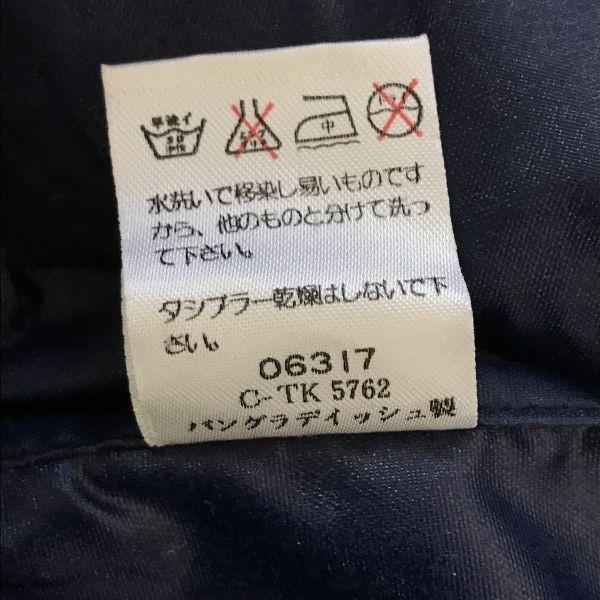 手洗イ
30
中
水洗いで移染し易いものです
から、他のものと分けて洗っ
て下さい。
タンブラー乾燥はしないで下
さい。
06317
C-TK 5762
バングラデイッシュ製